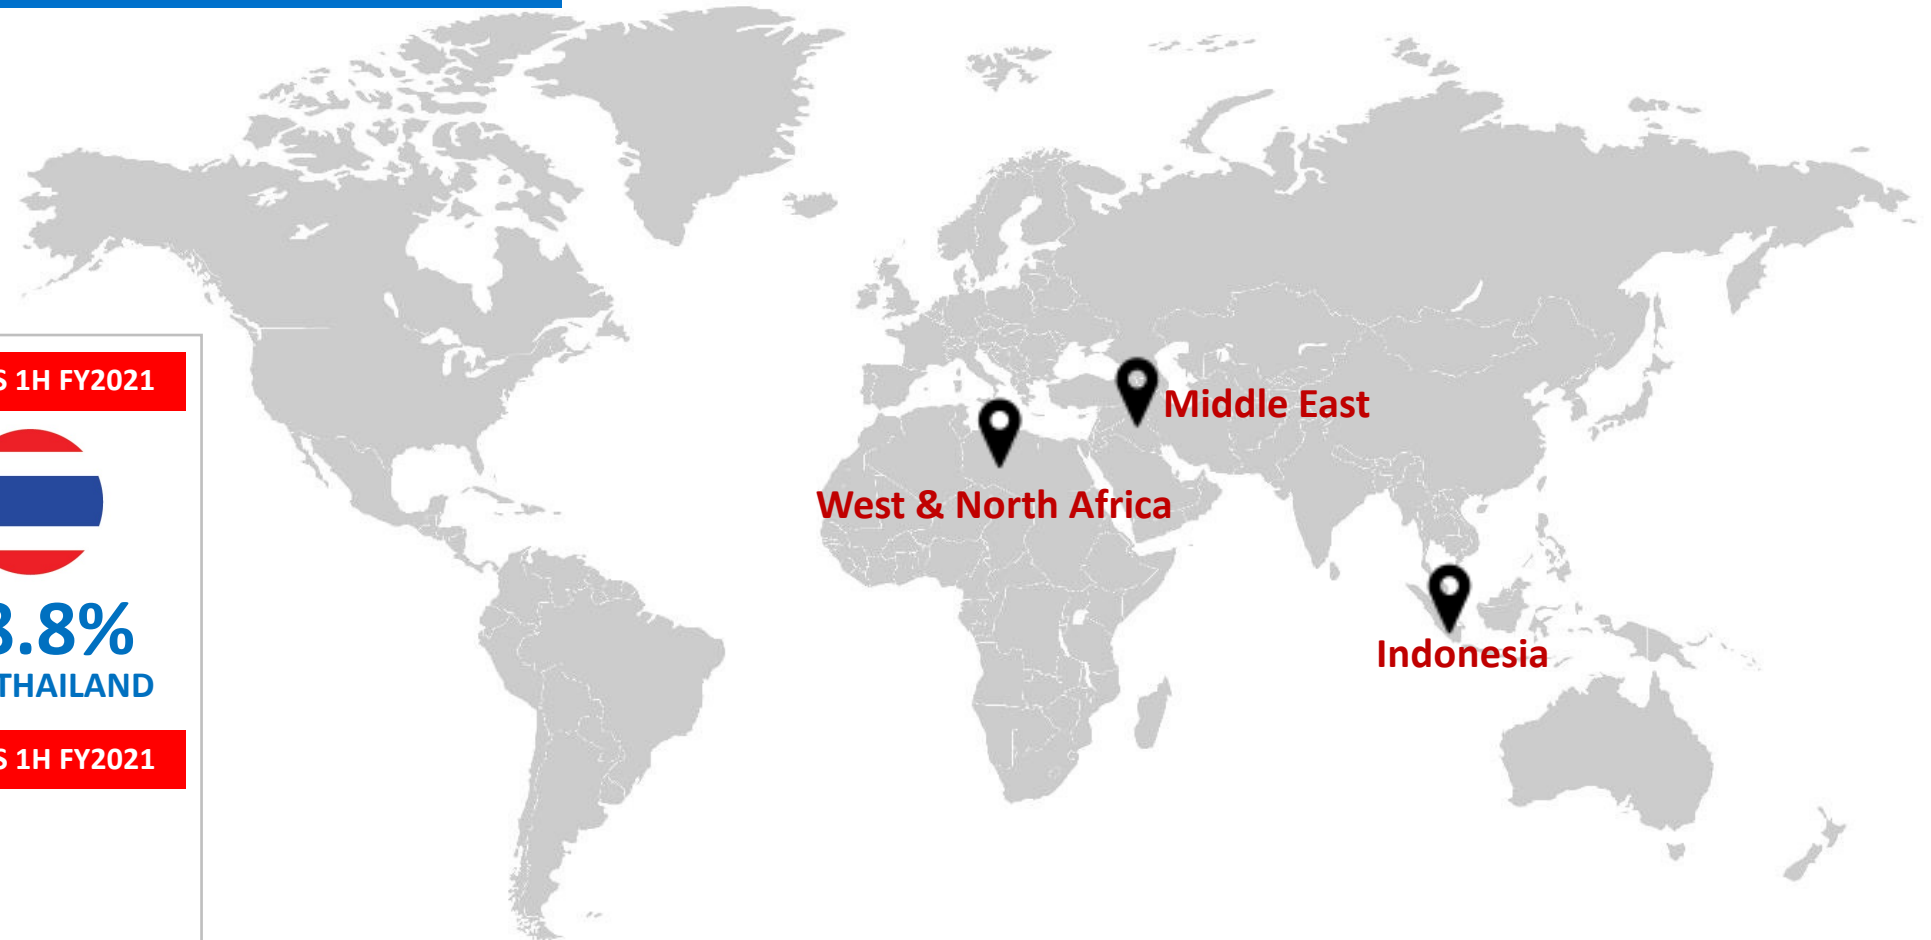 S 1H FY2021
.8%
THAILAND
S 1H FY2021
Middle East
West & North Africa
Indonesia